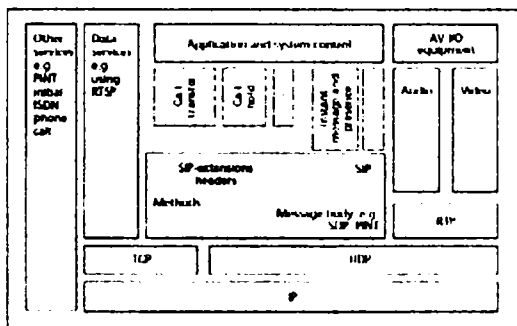 Other
services
e.g
PINT
initial
ISDN
phone
call
Data
services
e.g
using
RTSP
Application and system control
Call
transfer
Call
hold
Instant
message and
presence
AV I/O
equipment
Audio
Video
SIP-extensions
headers
SIP
Methods
Message body e.g
SDP, PINT
RTP
TCP
UDP
IP